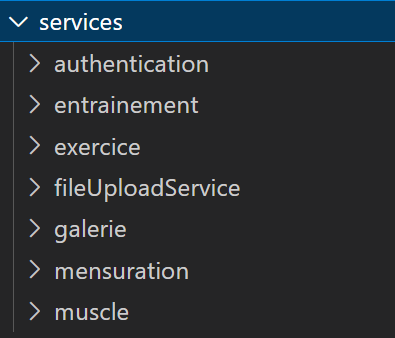 services
authentication
entrainement
exercice
fileUploadService
galerie
mensuration
muscle